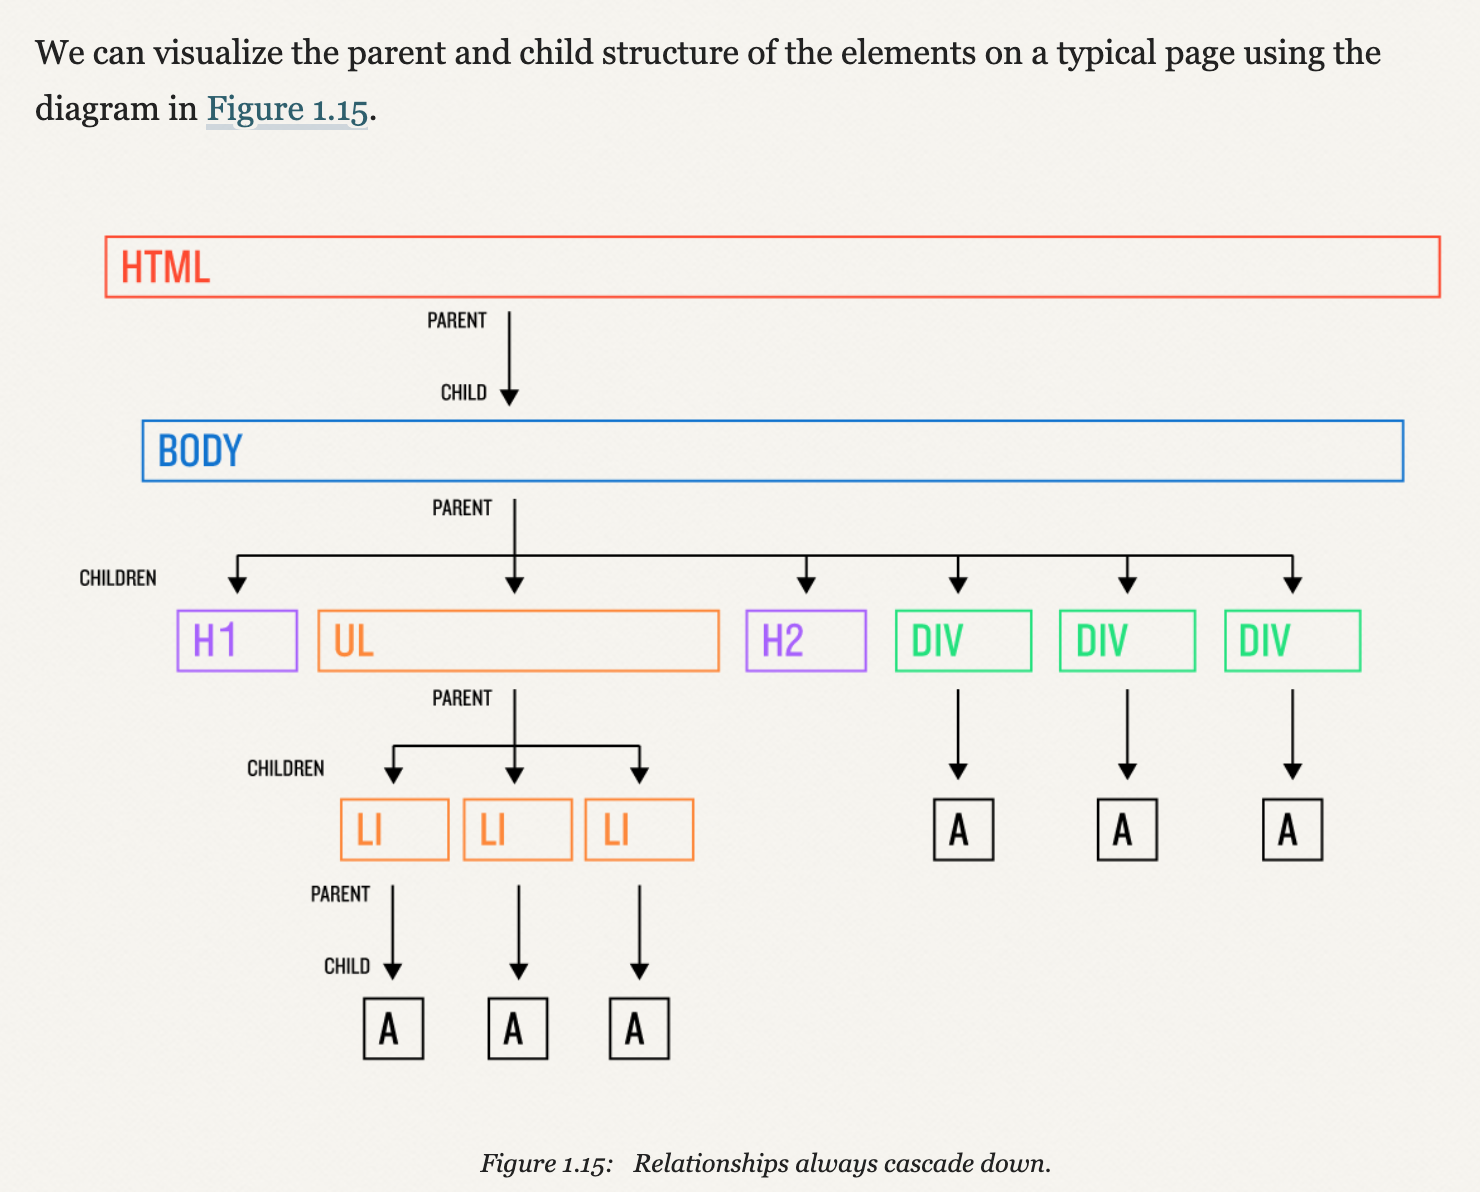 We can visualize the parent and child structure of the elements on a typical page using the
diagram in Figure 1.15.
HTML
PARENT
CHILD
BODY
PARENT
CHILDREN
H1 UL H2 DIV DIV DIV
PARENT
CHILDREN
LI LI LI A A A
PARENT
CHILD
A A A
Figure 1.15: Relationships always cascade down.